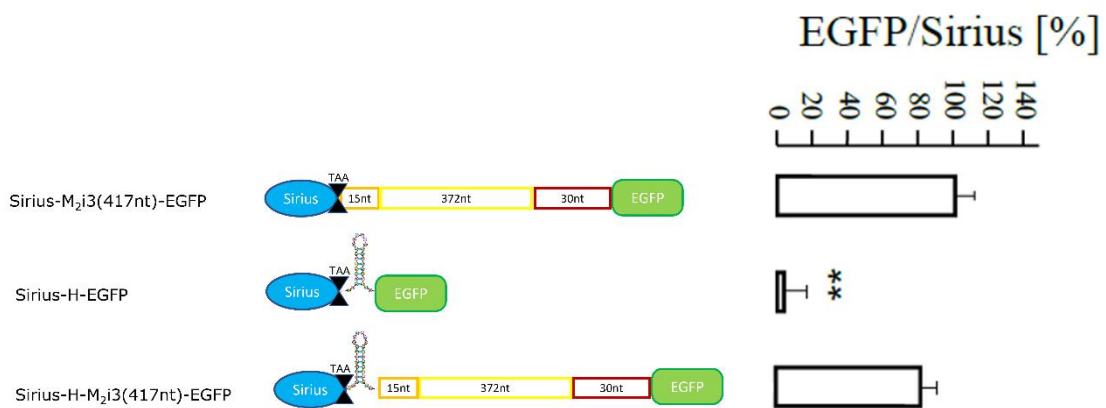 EGFP/Sirius [%]
0 20 40 60 80 100 120 140
TAA
Sirius-M₂i3(417nt)-EGFP Sirius 15nt 372nt 30nt EGFP
TAA
Sirius-H-EGFP Sirius EGFP **
TAA
Sirius-H-M₂i3(417nt)-EGFP Sirius 15nt 372nt 30nt EGFP